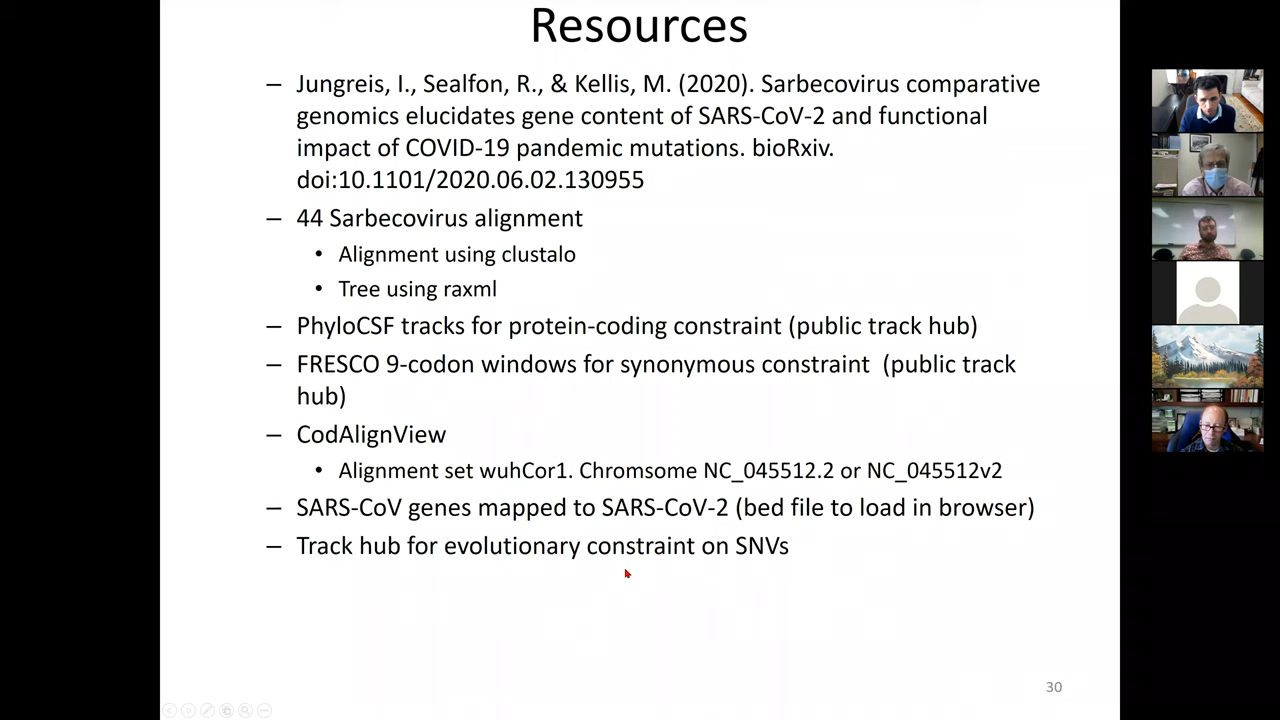 Resources
– Jungreis, I., Sealfon, R., & Kellis, M. (2020). Sarbecovirus comparative
genomics elucidates gene content of SARS-CoV-2 and functional
impact of COVID-19 pandemic mutations. bioRxiv.
doi:10.1101/2020.06.02.130955
– 44 Sarbecovirus alignment
• Alignment using clustalo
• Tree using raxml
– PhyloCSF tracks for protein-coding constraint (public track hub)
– FRESCO 9-codon windows for synonymous constraint (public track
hub)
– CodAlignView
• Alignment set wuhCor1. Chromsome NC_045512.2 or NC_045512v2
– SARS-CoV genes mapped to SARS-CoV-2 (bed file to load in browser)
– Track hub for evolutionary constraint on SNVs
30